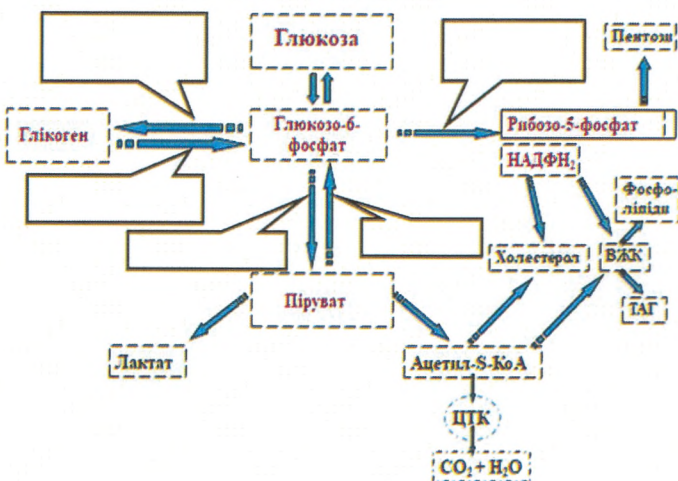 Глюкоза
Пентози
Глікоген
Глюкозо-6-
фосфат
Рибозо-5-фосфат
НАДФН₂
Фосфо-
ліпіди
Холестерол
ВЖК
ТАГ
Піруват
Лактат
Ацетил-S-КоА
ЦТК
CO₂ + H₂O